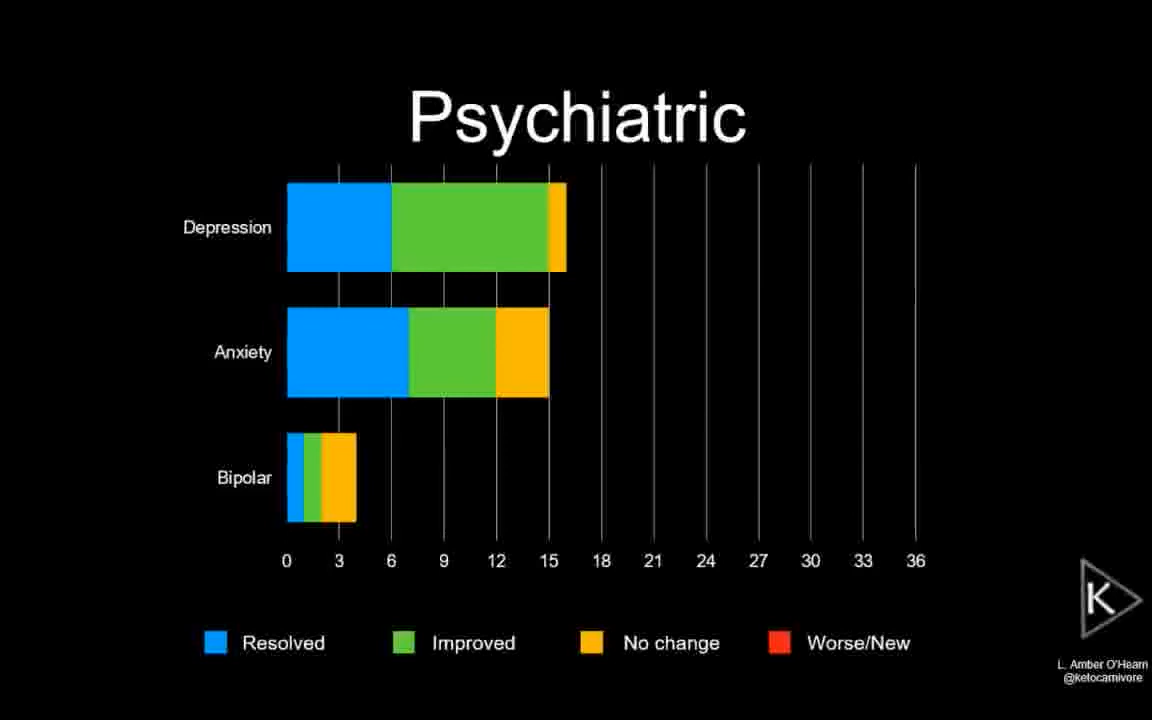 Psychiatric
Depression
Anxiety
Bipolar
0 3 6 9 12 15 18 21 24 27 30 33 36
Resolved Improved No change Worse/New
K
L. Amber O'Hearn
@ketocarnivore